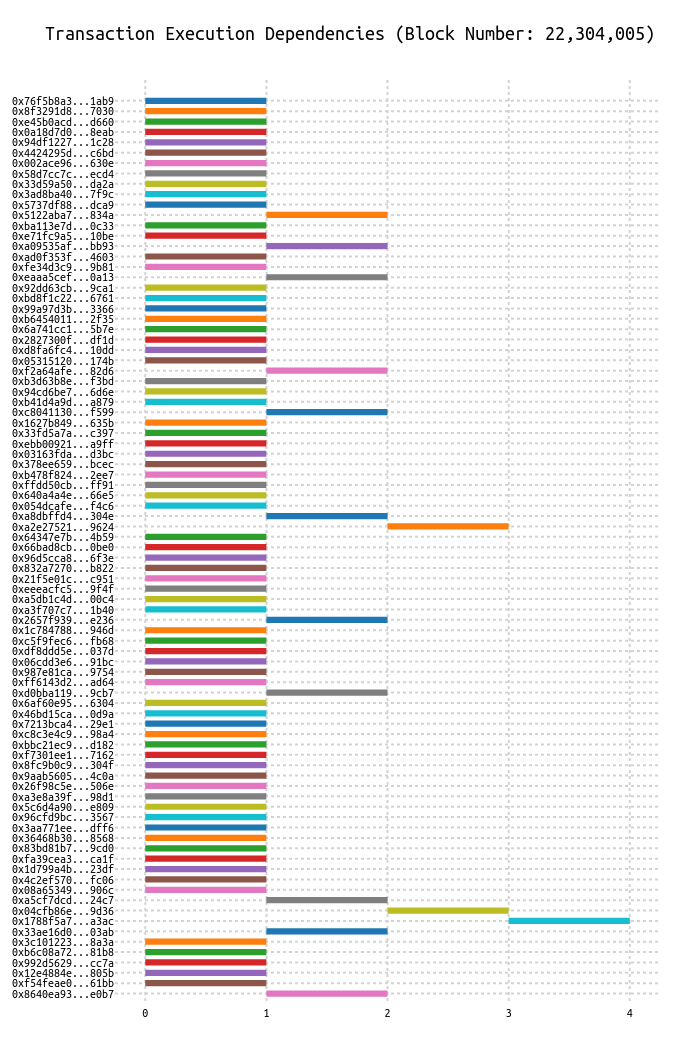 Transaction Execution Dependencies (Block Number: 22,304,005)
0x76f5b8a3...1ab9
0x8f3291d8...7030
0xe45b0acd...d660
0x0a18d7d0...8eab
0x94df1227...1c28
0x4424295d...c6bd
0x002ace96...630e
0x58d7cc7c...ecd4
0x33d59a50...da2a
0x3ad8ba40...7f9c
0x5737df88...dca9
0x5122aba7...834a
0xba113e7d...0c33
0xe71fc9a5...10be
0xa09535af...bb93
0xad0f353f...4603
0xfe34d3c9...9b81
0xeaaa5cef...0a13
0x92dd63cb...9ca1
0xbd8f1c22...6761
0x99a97d3b...3366
0xb6454011...2f35
0x6a741cc1...5b7e
0x2827300f...df1d
0xd8fa6fc4...10dd
0x05315120...174b
0xf2a64afe...82d6
0xb3d63b8e...f3bd
0x94cd6be7...6d6e
0xb41d4a9d...a879
0xc8041130...f599
0x1627b849...635b
0x33fd5a7a...c397
0xebb00921...a9ff
0x03163fda...d3bc
0x378ee659...bcec
0xb478f824...2ee7
0xffdd50cb...ff91
0x640a4a4e...66e5
0x054dcafe...f4c6
0xa8dbffd4...304e
0xa2e27521...9624
0x64347e7b...4b59
0x66bad8cb...0be0
0x96d5cca8...6f3e
0x832a7270...b822
0x21f5e01c...c951
0xeeeacfc5...9f4f
0xa5db1c4d...00c4
0xa3f707c7...1b40
0x2657f939...e236
0x1c784788...946d
0xc5f9fec6...fb68
0xdf8ddd5e...037d
0x06cdd3e6...91bc
0x987e81ca...9754
0xff6143d2...ad64
0xd0bba119...9cb7
0x6af60e95...6304
0x46bd15ca...0d9a
0x7213bca4...29e1
0xc8c3e4c9...98a4
0xbbc21ec9...d182
0xf7301ee1...7162
0x8fc9b0c9...304f
0x9aab5605...4c0a
0x26f98c5e...506e
0xa3e8a39f...98d1
0x5c6d4a90...e809
0x96cfd9bc...3567
0x3aa771ee...dff6
0x36468b30...8568
0x83bd81b7...9cd0
0xfa39cea3...ca1f
0x1d799a4b...23df
0x4c2ef570...fc06
0x08a65349...906c
0xa5cf7dcd...24c7
0x04cfb86e...9d36
0x1788f5a7...a3ac
0x33ae16d0...03ab
0x3c101223...8a3a
0xb6c08a72...81b8
0x992d5629...cc7a
0x12e4884e...805b
0xf54feae0...61bb
0x8640ea93...e0b7
0 1 2 3 4